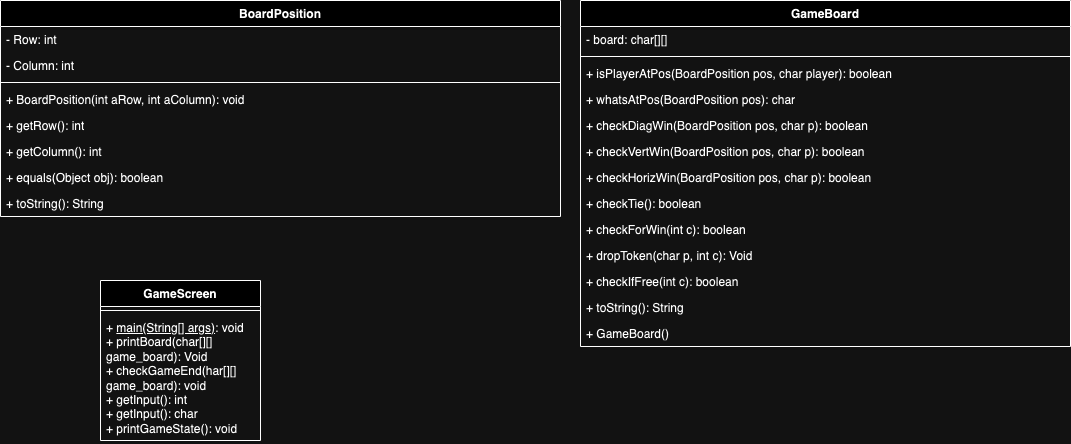 BoardPosition
- Row: int
- Column: int
+ BoardPosition(int aRow, int aColumn): void
+ getRow(): int
+ getColumn(): int
+ equals(Object obj): boolean
+ toString(): String
GameBoard
- board: char[][]
+ isPlayerAtPos(BoardPosition pos, char player): boolean
+ whatsAtPos(BoardPosition pos): char
+ checkDiagWin(BoardPosition pos, char p): boolean
+ checkVertWin(BoardPosition pos, char p): boolean
+ checkHorizWin(BoardPosition pos, char p): boolean
+ checkTie(): boolean
+ checkForWin(int c): boolean
+ dropToken(char p, int c): Void
+ checkIfFree(int c): boolean
+ toString(): String
+ GameBoard()
GameScreen
+ main(String[] args): void
+ printBoard(char[][]
game_board): Void
+ checkGameEnd(har[][]
game_board): void
+ getInput(): int
+ getInput(): char
+ printGameState(): void